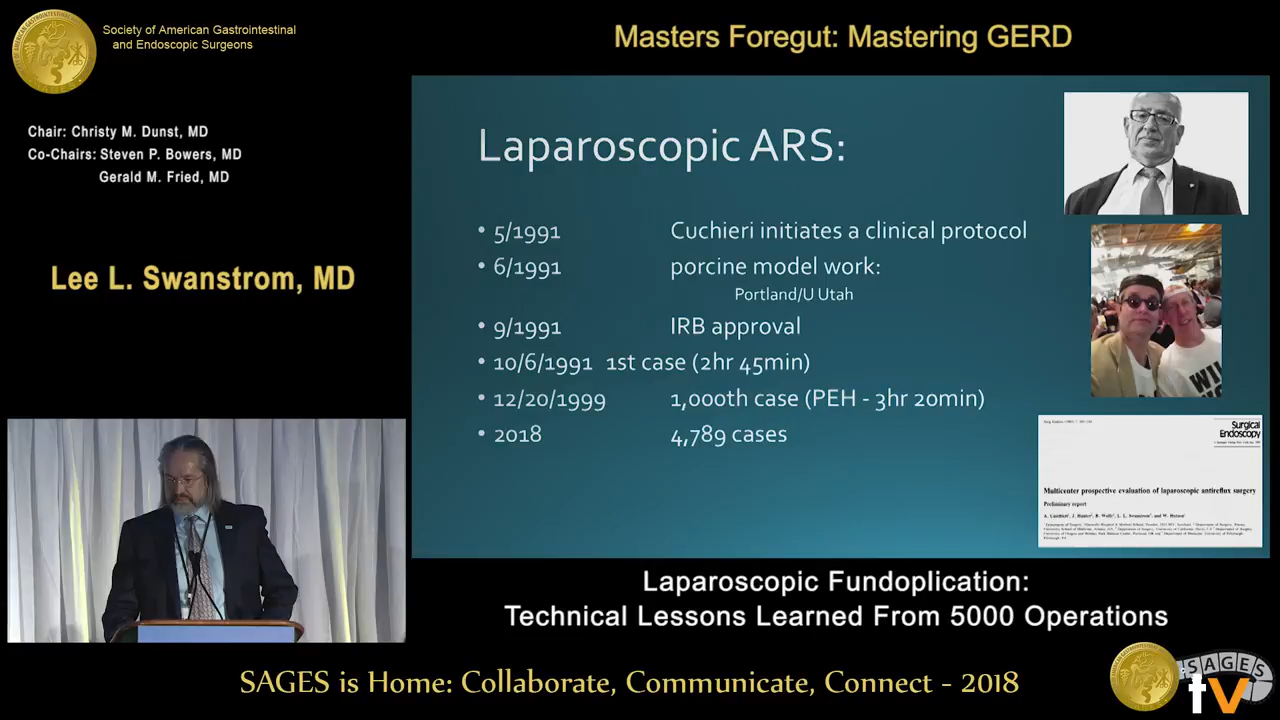 Society of American Gastrointestinal
and Endoscopic Surgeons
Masters Foregut: Mastering GERD
Chair: Christy M. Dunst, MD
Co-Chairs: Steven P. Bowers, MD
Gerald M. Fried, MD
Lee L. Swanstrom, MD
Laparoscopic ARS:
• 5/1991 Cuchieri initiates a clinical protocol
• 6/1991 porcine model work:
Portland/U Utah
• 9/1991 IRB approval
• 10/6/1991 1st case (2hr 45min)
• 12/20/1999 1,000th case (PEH - 3hr 20min)
• 2018 4,789 cases
Surgical
Endoscopy
Multicenter prospective evaluation of laparoscopic antireflux surgery
Preliminary report
Laparoscopic Fundoplication:
Technical Lessons Learned From 5000 Operations
SAGES is Home: Collaborate, Communicate, Connect - 2018
SAGES
tv